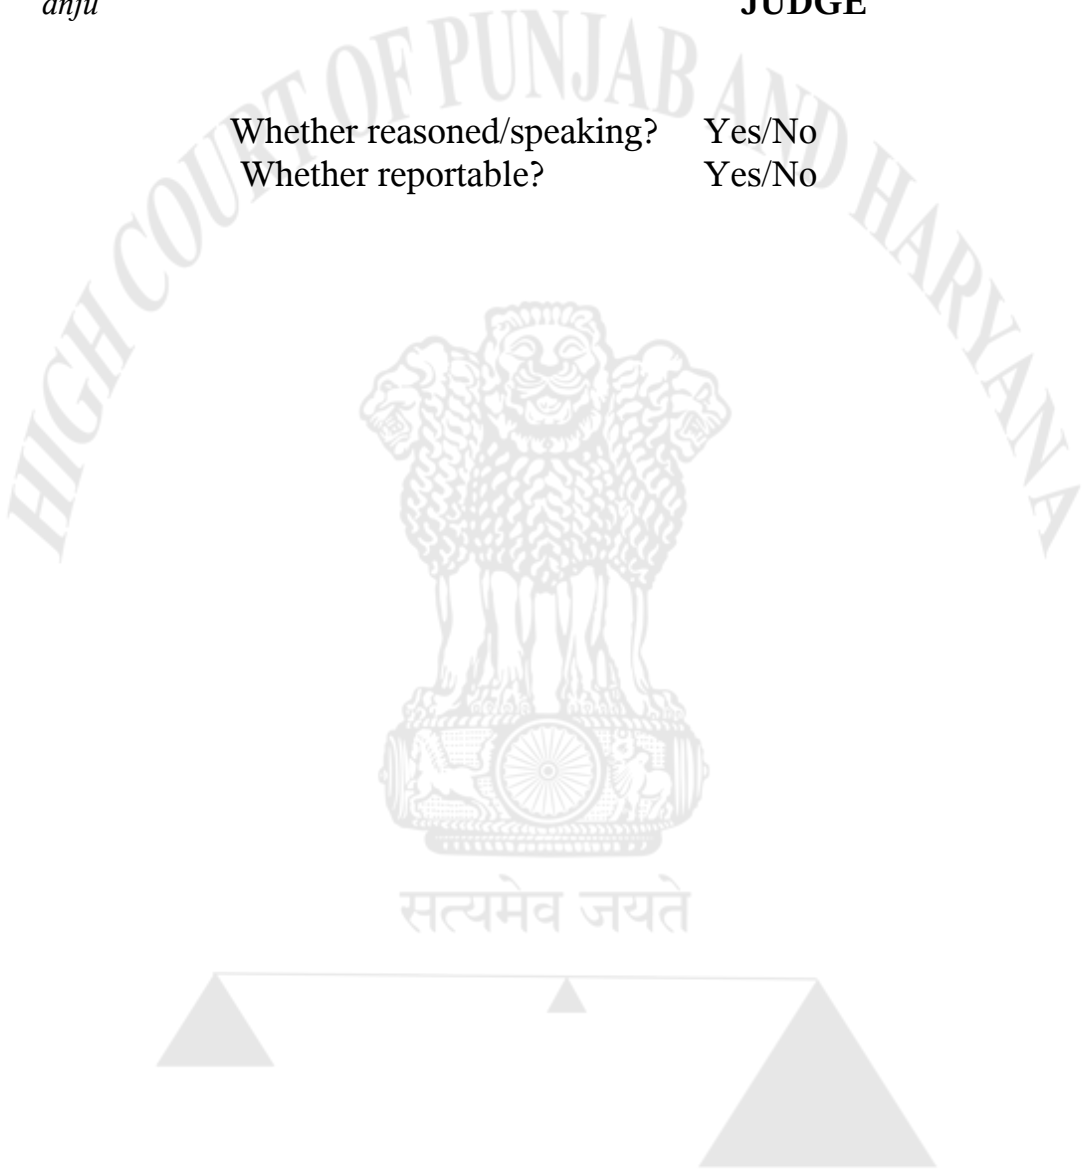 anju JUDGE
HIGH COURT OF PUNJAB AND HARYANA
Whether reasoned/speaking? Yes/No
Whether reportable? Yes/No
सत्यमेव जयते